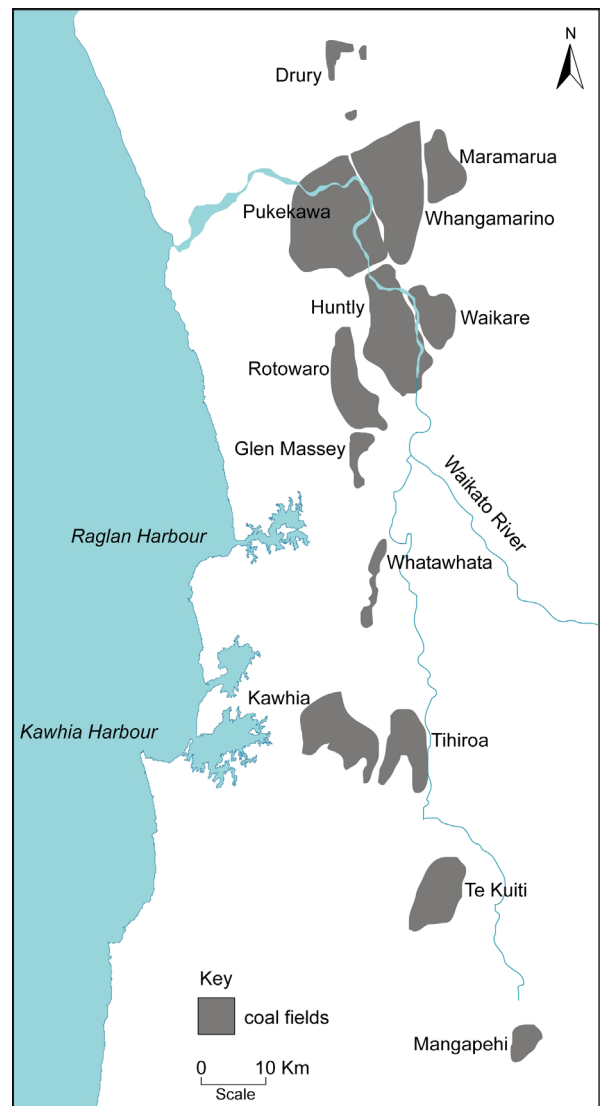 N
Drury
Maramarua
Pukekawa
Whangamarino
Huntly
Waikare
Rotowaro
Glen Massey
Waikato River
Raglan Harbour
Whatawhata
Kawhia
Kawhia Harbour
Tihiroa
Te Kuiti
Key
coal fields
Mangapehi
0 10 Km
Scale